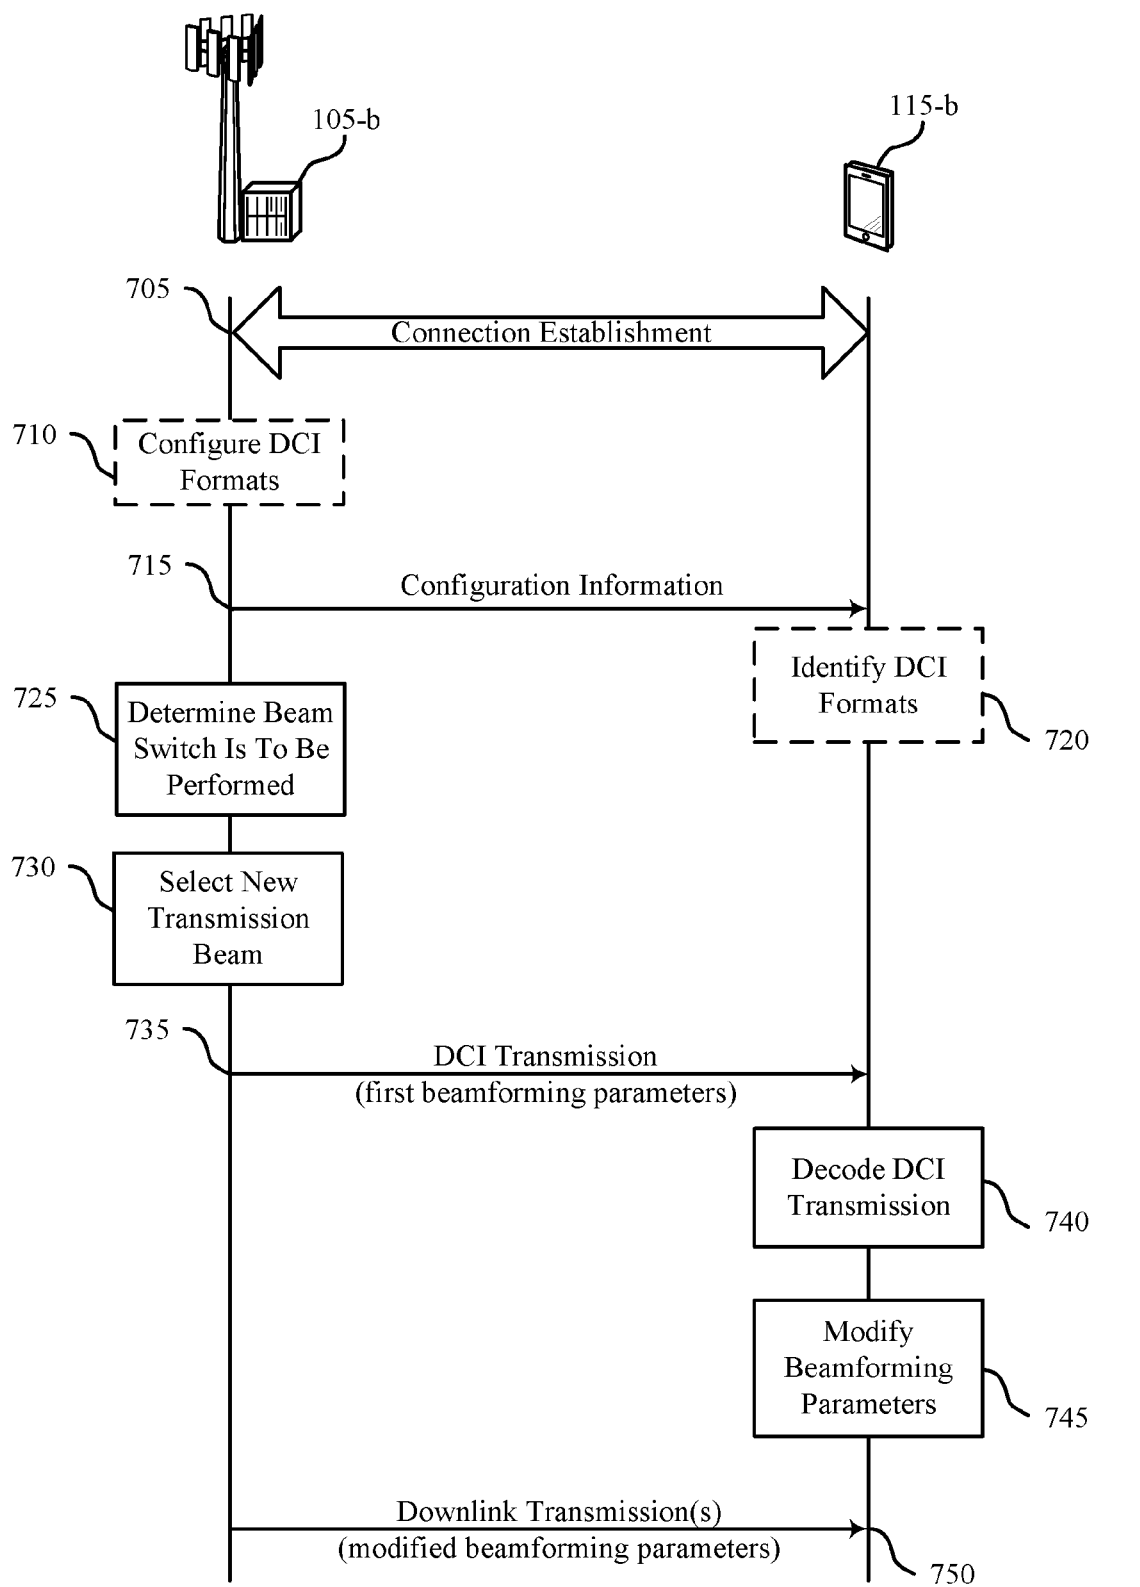 105-b
115-b
705
Connection Establishment
710
Configure DCI
Formats
715
Configuration Information
Identify DCI
Formats
720
725
Determine Beam
Switch Is To Be
Performed
730
Select New
Transmission
Beam
735
DCI Transmission
(first beamforming parameters)
Decode DCI
Transmission
740
Modify
Beamforming
Parameters
745
Downlink Transmission(s)
(modified beamforming parameters)
750